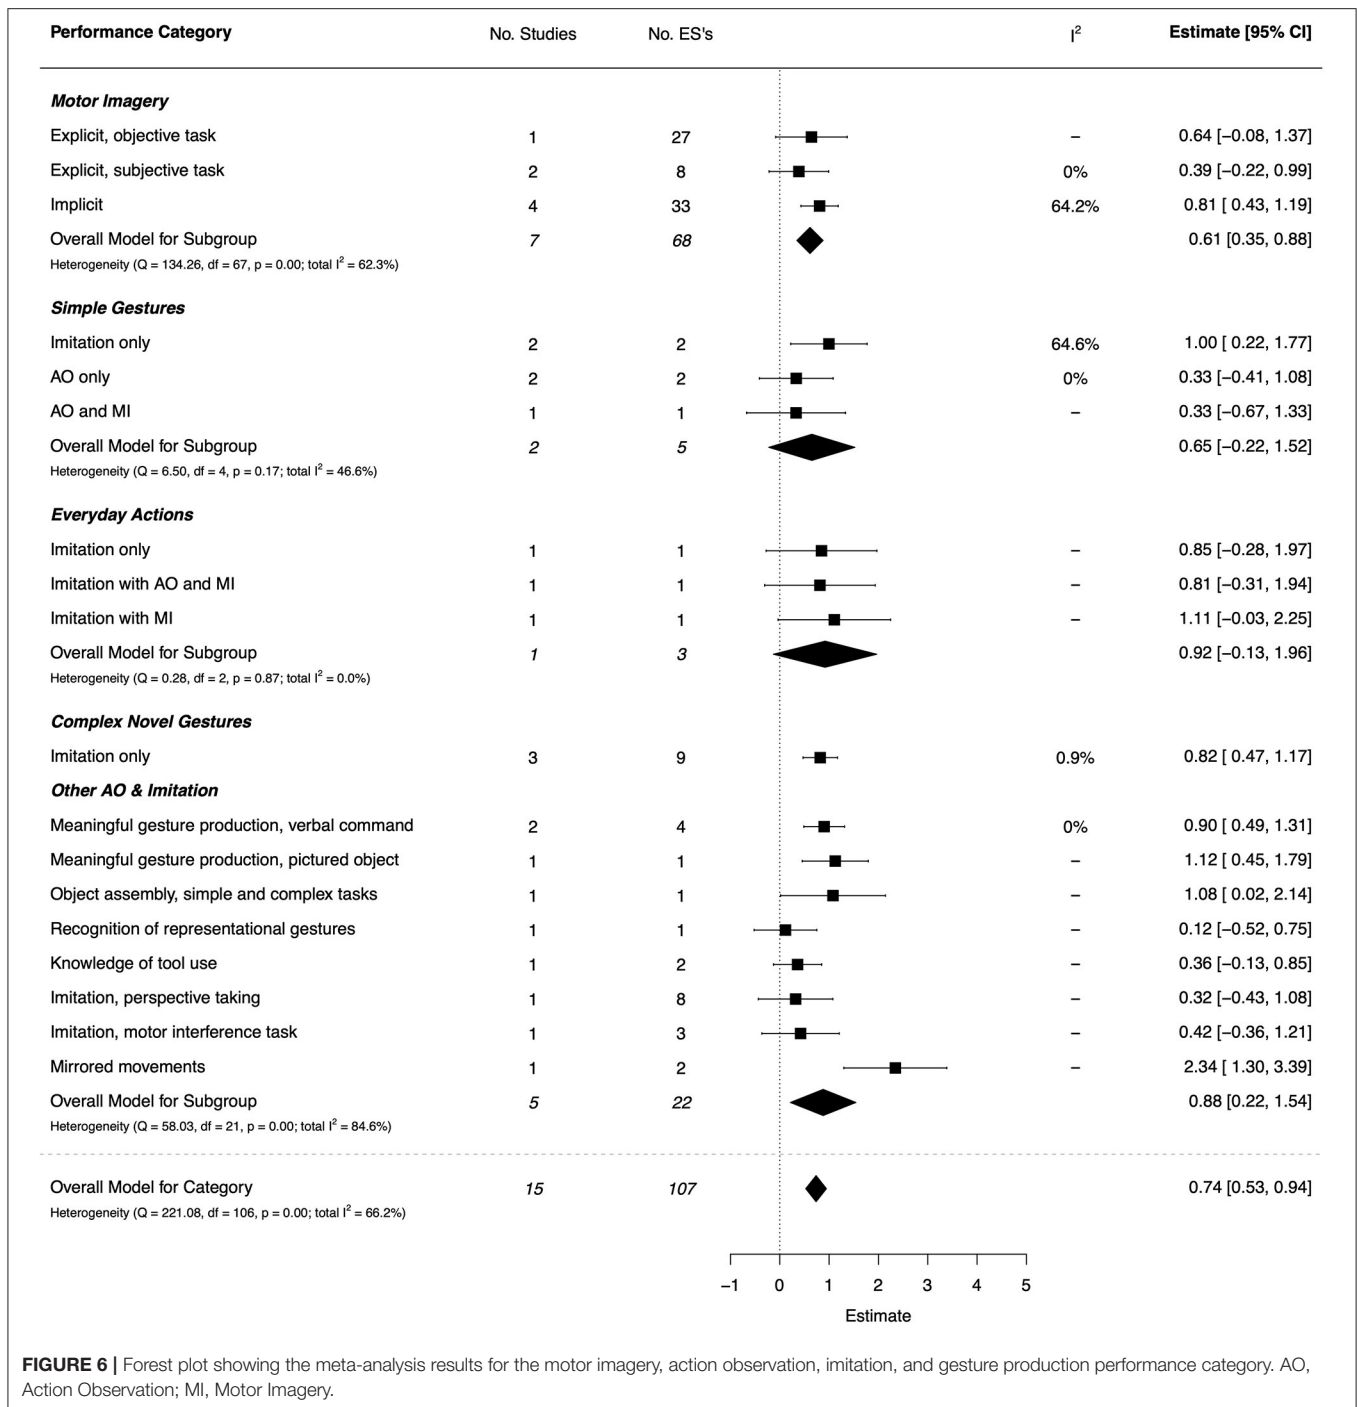 Performance Category No. Studies No. ES's I² Estimate [95% CI]
Motor Imagery
Explicit, objective task 1 27 – 0.64 [−0.08, 1.37]
Explicit, subjective task 2 8 0% 0.39 [−0.22, 0.99]
Implicit 4 33 64.2% 0.81 [ 0.43, 1.19]
Overall Model for Subgroup 7 68 0.61 [0.35, 0.88]
Heterogeneity (Q = 134.26, df = 67, p = 0.00; total I² = 62.3%)
Simple Gestures
Imitation only 2 2 64.6% 1.00 [ 0.22, 1.77]
AO only 2 2 0% 0.33 [−0.41, 1.08]
AO and MI 1 1 – 0.33 [−0.67, 1.33]
Overall Model for Subgroup 2 5 0.65 [−0.22, 1.52]
Heterogeneity (Q = 6.50, df = 4, p = 0.17; total I² = 46.6%)
Everyday Actions
Imitation only 1 1 – 0.85 [−0.28, 1.97]
Imitation with AO and MI 1 1 – 0.81 [−0.31, 1.94]
Imitation with MI 1 1 – 1.11 [−0.03, 2.25]
Overall Model for Subgroup 1 3 0.92 [−0.13, 1.96]
Heterogeneity (Q = 0.28, df = 2, p = 0.87; total I² = 0.0%)
Complex Novel Gestures
Imitation only 3 9 0.9% 0.82 [ 0.47, 1.17]
Other AO & Imitation
Meaningful gesture production, verbal command 2 4 0% 0.90 [ 0.49, 1.31]
Meaningful gesture production, pictured object 1 1 – 1.12 [ 0.45, 1.79]
Object assembly, simple and complex tasks 1 1 – 1.08 [ 0.02, 2.14]
Recognition of representational gestures 1 1 – 0.12 [−0.52, 0.75]
Knowledge of tool use 1 2 – 0.36 [−0.13, 0.85]
Imitation, perspective taking 1 8 – 0.32 [−0.43, 1.08]
Imitation, motor interference task 1 3 – 0.42 [−0.36, 1.21]
Mirrored movements 1 2 – 2.34 [ 1.30, 3.39]
Overall Model for Subgroup 5 22 0.88 [0.22, 1.54]
Heterogeneity (Q = 58.03, df = 21, p = 0.00; total I² = 84.6%)
Overall Model for Category 15 107 0.74 [0.53, 0.94]
Heterogeneity (Q = 221.08, df = 106, p = 0.00; total I² = 66.2%)
−1 0 1 2 3 4 5
Estimate
FIGURE 6 | Forest plot showing the meta-analysis results for the motor imagery, action observation, imitation, and gesture production performance category. AO,
Action Observation; MI, Motor Imagery.